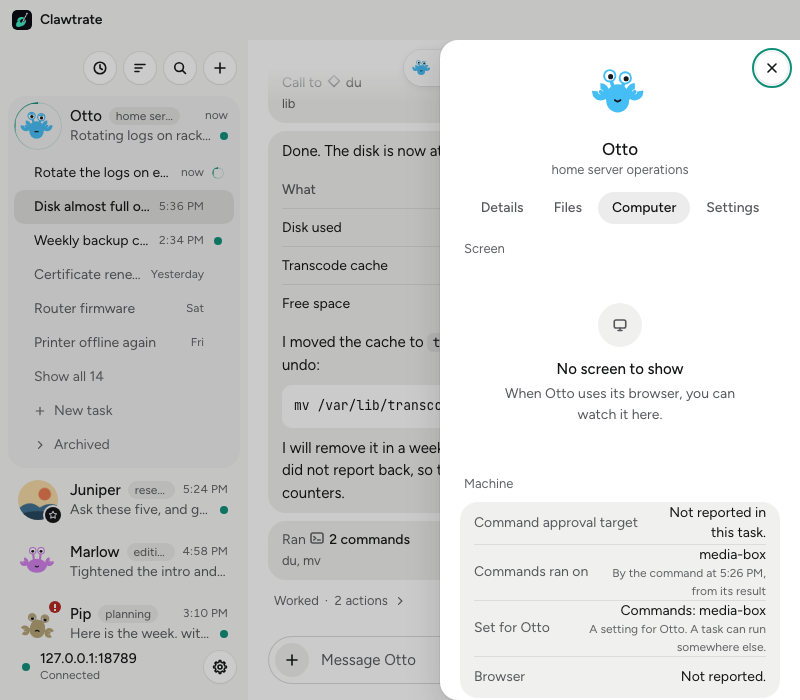 Clawtrate
Otto home ser... now
Rotating logs on rack...
Rotate the logs on e... now
Disk almost full o... 5:36 PM
Weekly backup c... 2:34 PM
Certificate rene... Yesterday
Router firmware Sat
Printer offline again Fri
Show all 14
New task
Archived
Juniper rese... 5:24 PM
Ask these five, and g...
Marlow editi... 4:58 PM
Tightened the intro and...
Pip planning 3:10 PM
Here is the week. wit...
127.0.0.1:18789
Connected
Call to du
lib
Done. The disk is now at
What
Disk used
Transcode cache
Free space
I moved the cache to t
undo:
mv /var/lib/transco
I will remove it in a week
did not report back, so t
counters.
Ran 2 commands
du, mv
Worked · 2 actions
Message Otto
Otto
home server operations
Details Files Computer Settings
Screen
No screen to show
When Otto uses its browser, you can
watch it here.
Machine
Command approval target Not reported in
this task.
Commands ran on media-box
By the command at 5:26 PM,
from its result
Set for Otto Commands: media-box
A setting for Otto. A task can run
somewhere else.
Browser Not reported.